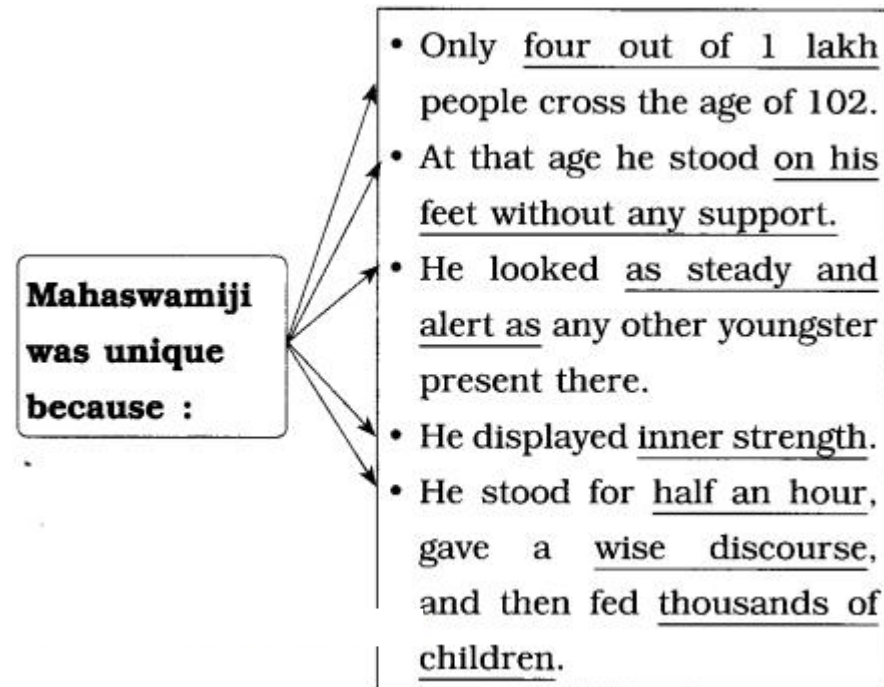 Mahaswamiji
was unique
because :
• Only four out of 1 lakh
people cross the age of 102.
• At that age he stood on his
feet without any support.
• He looked as steady and
alert as any other youngster
present there.
• He displayed inner strength.
• He stood for half an hour,
gave a wise discourse,
and then fed thousands of
children.